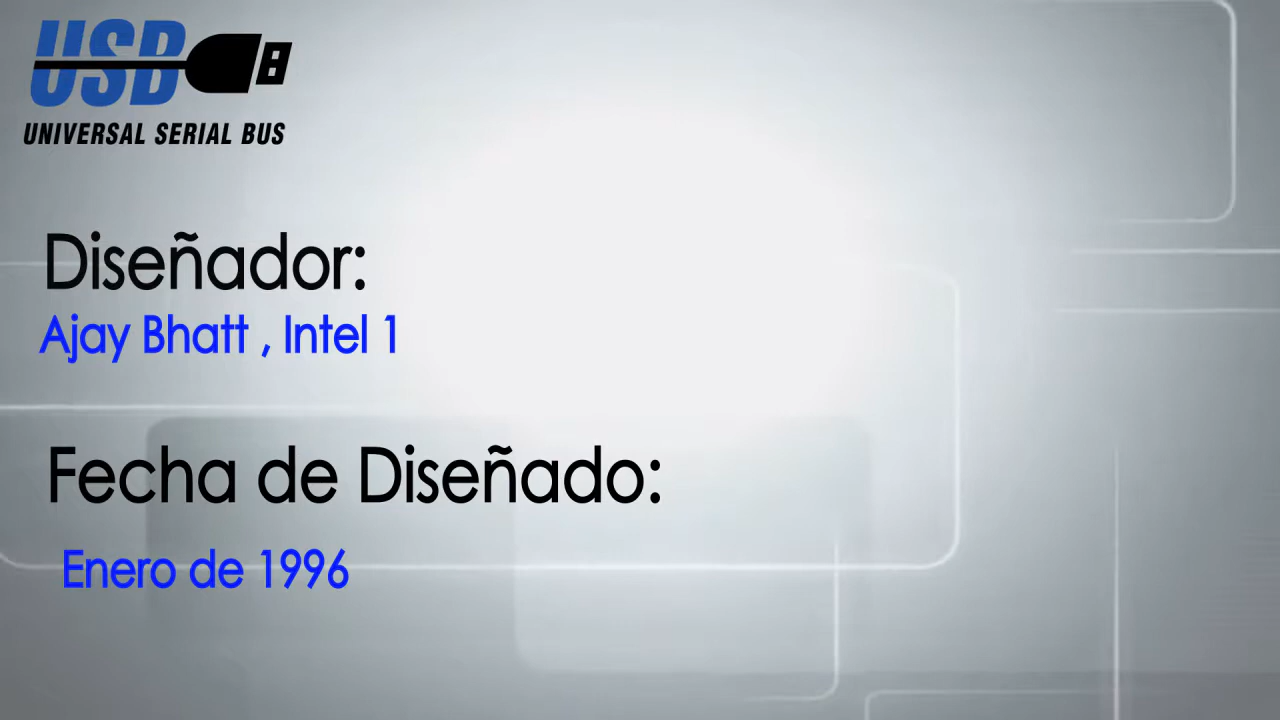 USB
UNIVERSAL SERIAL BUS
Diseñador:
Ajay Bhatt , Intel 1
Fecha de Diseñado:
Enero de 1996